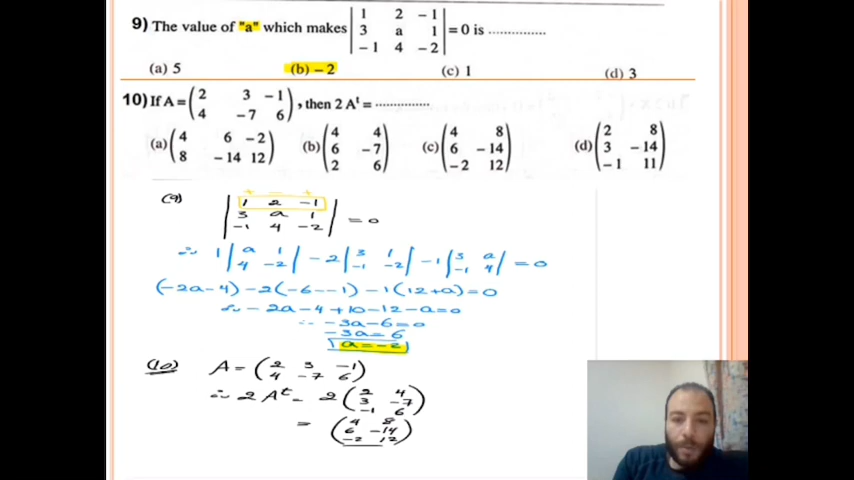 9) The value of "a" which makes | 1 2 −1 | = 0 is ...............
| 3 a 1 |
| −1 4 −2 |
(a) 5 (b) −2 (c) 1 (d) 3
10) If A = ( 2 3 −1 ) , then 2 Aᵗ = ...............
( 4 −7 6 )
(a) ( 4 6 −2 ) (b) ( 4 4 ) (c) ( 4 8 ) (d) ( 2 8 )
( 8 −14 12 ) ( 6 −7 ) ( 6 −14 ) ( 3 −14 )
( 2 6 ) ( −2 12 ) ( −1 11 )
(9) | 1 2 −1 |
| 3 a 1 | = 0
| −1 4 −2 |
∴ 1 | a 1 | − 2 | 3 1 | − 1 | 3 a | = 0
| 4 −2 | | −1 −2 | | −1 4 |
(−2a−4) −2(−6−−1) −1(12+a) = 0
∴ −2a−4+10−12−a=0
∴ −3a−6=0
−3a=6
a=−2
(10) A = ( 2 3 −1 )
( 4 −7 6 )
∴ 2 Aᵗ = 2 ( 2 4 )
( 3 −7 )
( −1 6 )
= ( 4 8 )
( 6 −14 )
( −2 12 )